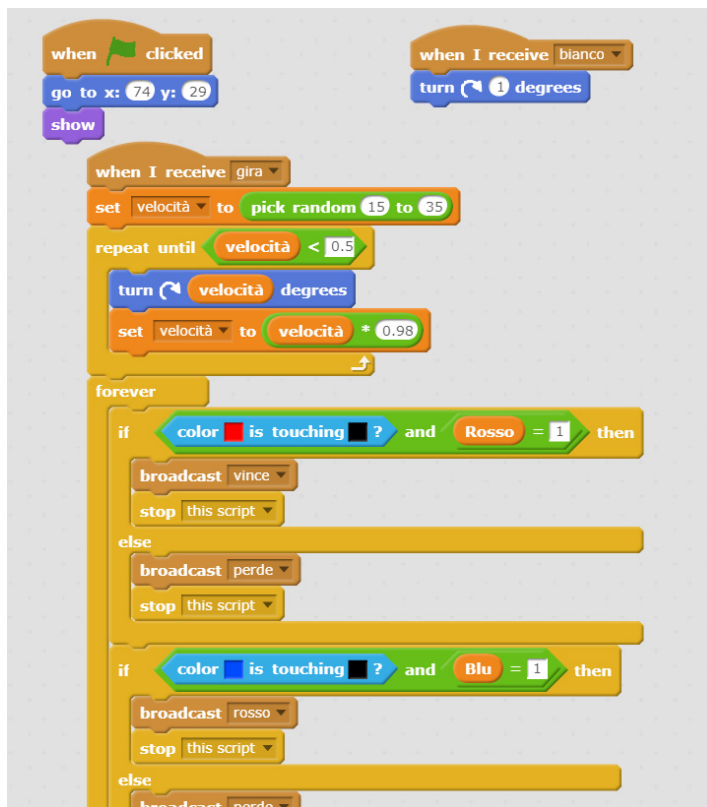 when clicked
go to x: 74 y: 29
show
when I receive bianco
turn 1 degrees
when I receive gira
set velocità to pick random 15 to 35
repeat until velocità < 0.5
turn velocità degrees
set velocità to velocità * 0.98
forever
if color is touching ? and Rosso = 1 then
broadcast vince
stop this script
else
broadcast perde
stop this script
if color is touching ? and Blu = 1 then
broadcast rosso
stop this script
else
broadcast perde